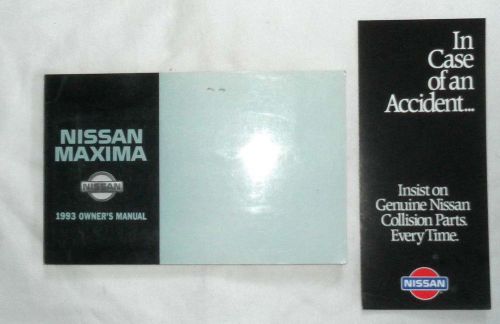 NISSAN
MAXIMA
NISSAN
1993 OWNER'S MANUAL
In
Case
of an
Accident...
Insist on
Genuine Nissan
Collision Parts.
Every Time.
NISSAN